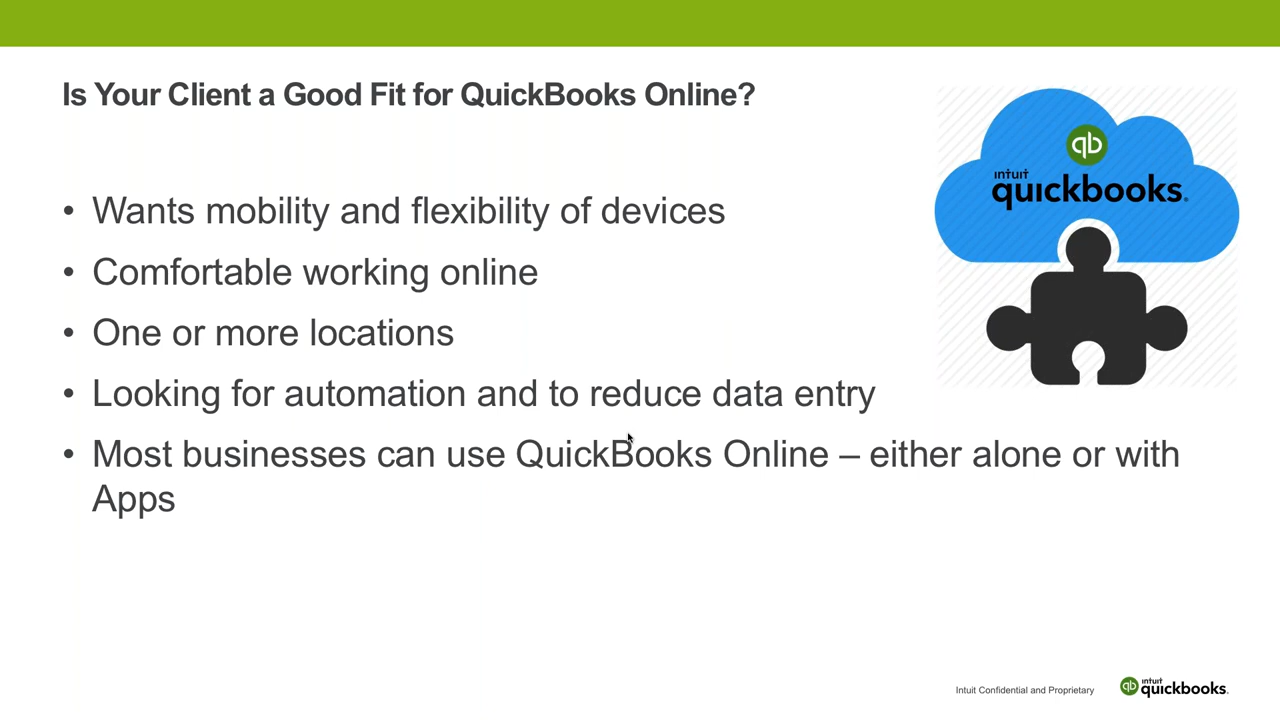 Is Your Client a Good Fit for QuickBooks Online?
qb
intuit
quickbooks.
• Wants mobility and flexibility of devices
• Comfortable working online
• One or more locations
• Looking for automation and to reduce data entry
• Most businesses can use QuickBooks Online – either alone or with
Apps
Intuit Confidential and Proprietary
qb intuit
quickbooks.